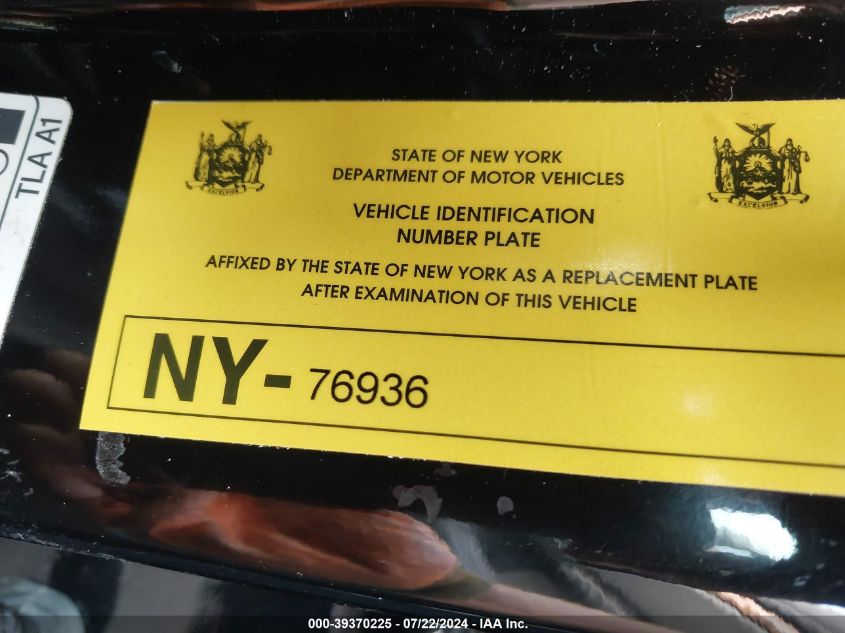 TLA A1
STATE OF NEW YORK
DEPARTMENT OF MOTOR VEHICLES
EXCELSIOR
EXCELSIOR
VEHICLE IDENTIFICATION
NUMBER PLATE
AFFIXED BY THE STATE OF NEW YORK AS A REPLACEMENT PLATE
AFTER EXAMINATION OF THIS VEHICLE
NY-76936
000-39370225 - 07/22/2024 - IAA Inc.